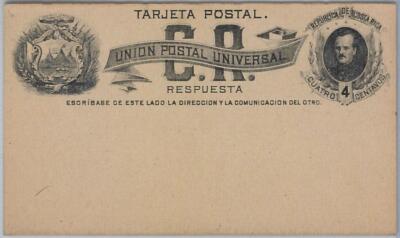 TARJETA POSTAL.
C.R.
UNION POSTAL UNIVERSAL
RESPUESTA
ESCRÍBASE DE ESTE LADO LA DIRECCION Y LA COMUNICACION DEL OTRO.
REPUBLICA DE COSTA RICA
CUATRO 4 CENTAVOS